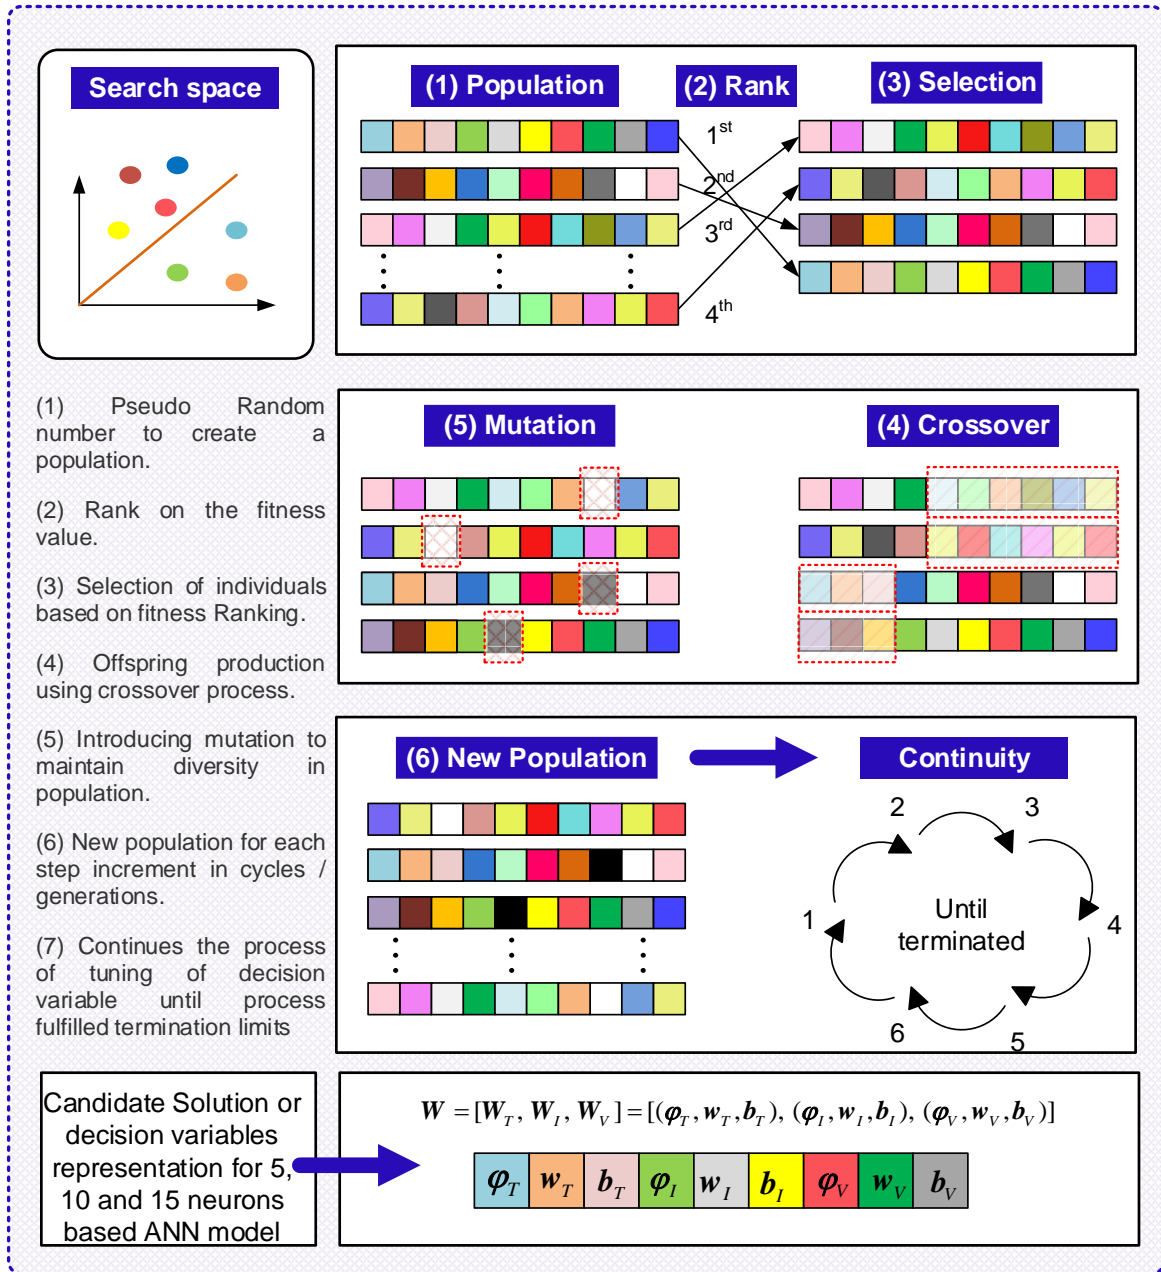 Search space
(1) Population
(2) Rank
(3) Selection
1st
2nd
3rd
4th
(1) Pseudo Random
number to create a
population.
(2) Rank on the fitness
value.
(3) Selection of individuals
based on fitness Ranking.
(4) Offspring production
using crossover process.
(5) Introducing mutation to
maintain diversity in
population.
(6) New population for each
step increment in cycles /
generations.
(7) Continues the process
of tuning of decision
variable until process
fulfilled termination limits
(5) Mutation
(4) Crossover
(6) New Population
Continuity
2
3
1
Until
terminated
4
6
5
Candidate Solution or
decision variables
representation for 5,
10 and 15 neurons
based ANN model
W = [W_T, W_I, W_V] = [(φ_T, w_T, b_T), (φ_I, w_I, b_I), (φ_V, w_V, b_V)]
φ_T w_T b_T φ_I w_I b_I φ_V w_V b_V